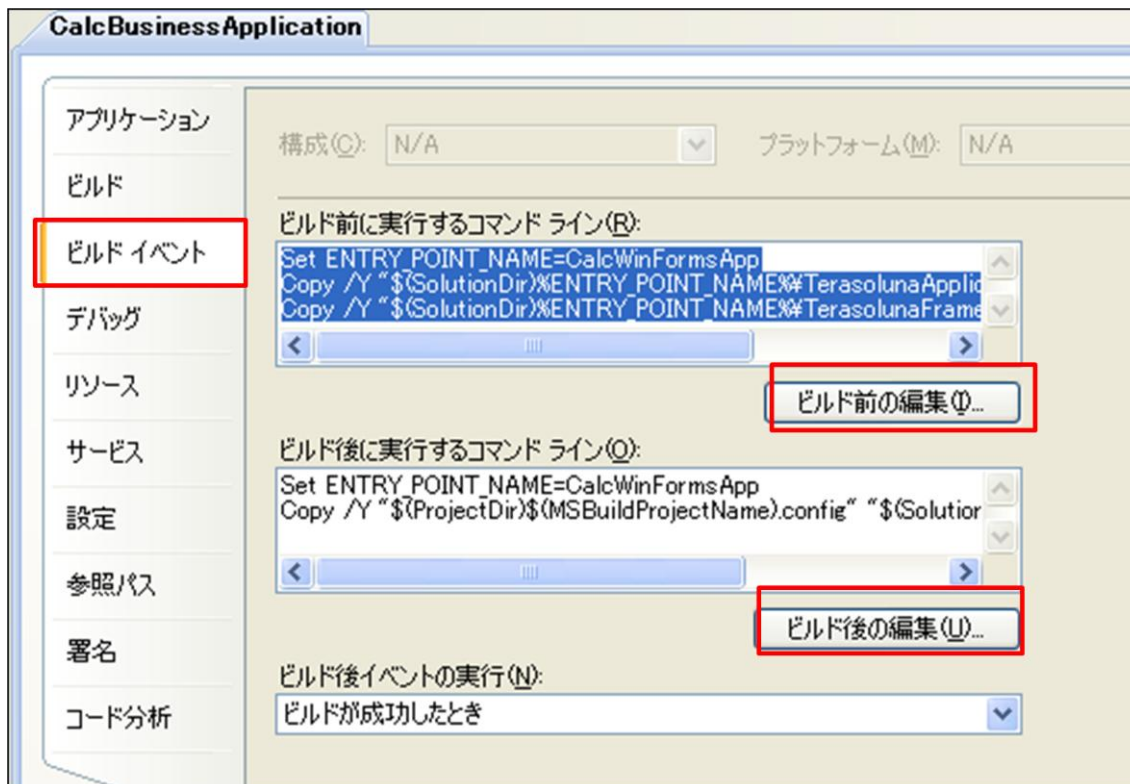 CalcBusinessApplication
アプリケーション
ビルド
ビルド イベント
デバッグ
リソース
サービス
設定
参照パス
署名
コード分析
構成(C): N/A プラットフォーム(M): N/A
ビルド前に実行するコマンド ライン(R):
Set ENTRY_POINT_NAME=CalcWinFormsApp
Copy /Y "$(SolutionDir)%ENTRY_POINT_NAME%¥TerasolunaApplic
Copy /Y "$(SolutionDir)%ENTRY_POINT_NAME%¥TerasolunaFrame
ビルド前の編集(I)...
ビルド後に実行するコマンド ライン(O):
Set ENTRY_POINT_NAME=CalcWinFormsApp
Copy /Y "$(ProjectDir)$(MSBuildProjectName).config" "$(Solution
ビルド後の編集(U)...
ビルド後イベントの実行(N):
ビルドが成功したとき